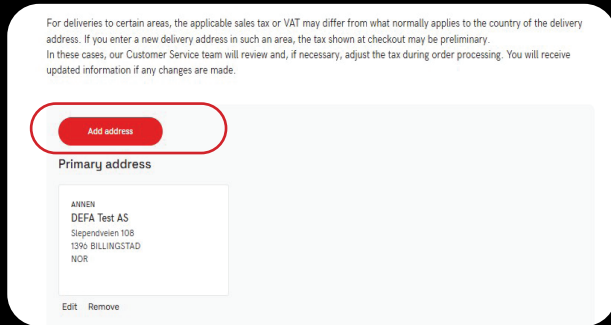 For deliveries to certain areas, the applicable sales tax or VAT may differ from what normally applies to the country of the delivery
address. If you enter a new delivery address in such an area, the tax shown at checkout may be preliminary.
In these cases, our Customer Service team will review and, if necessary, adjust the tax during order processing. You will receive
updated information if any changes are made.
Add address
Primary address
ANNEN
DEFA Test AS
Slependveien 108
1396 BILLINGSTAD
NOR
Edit Remove